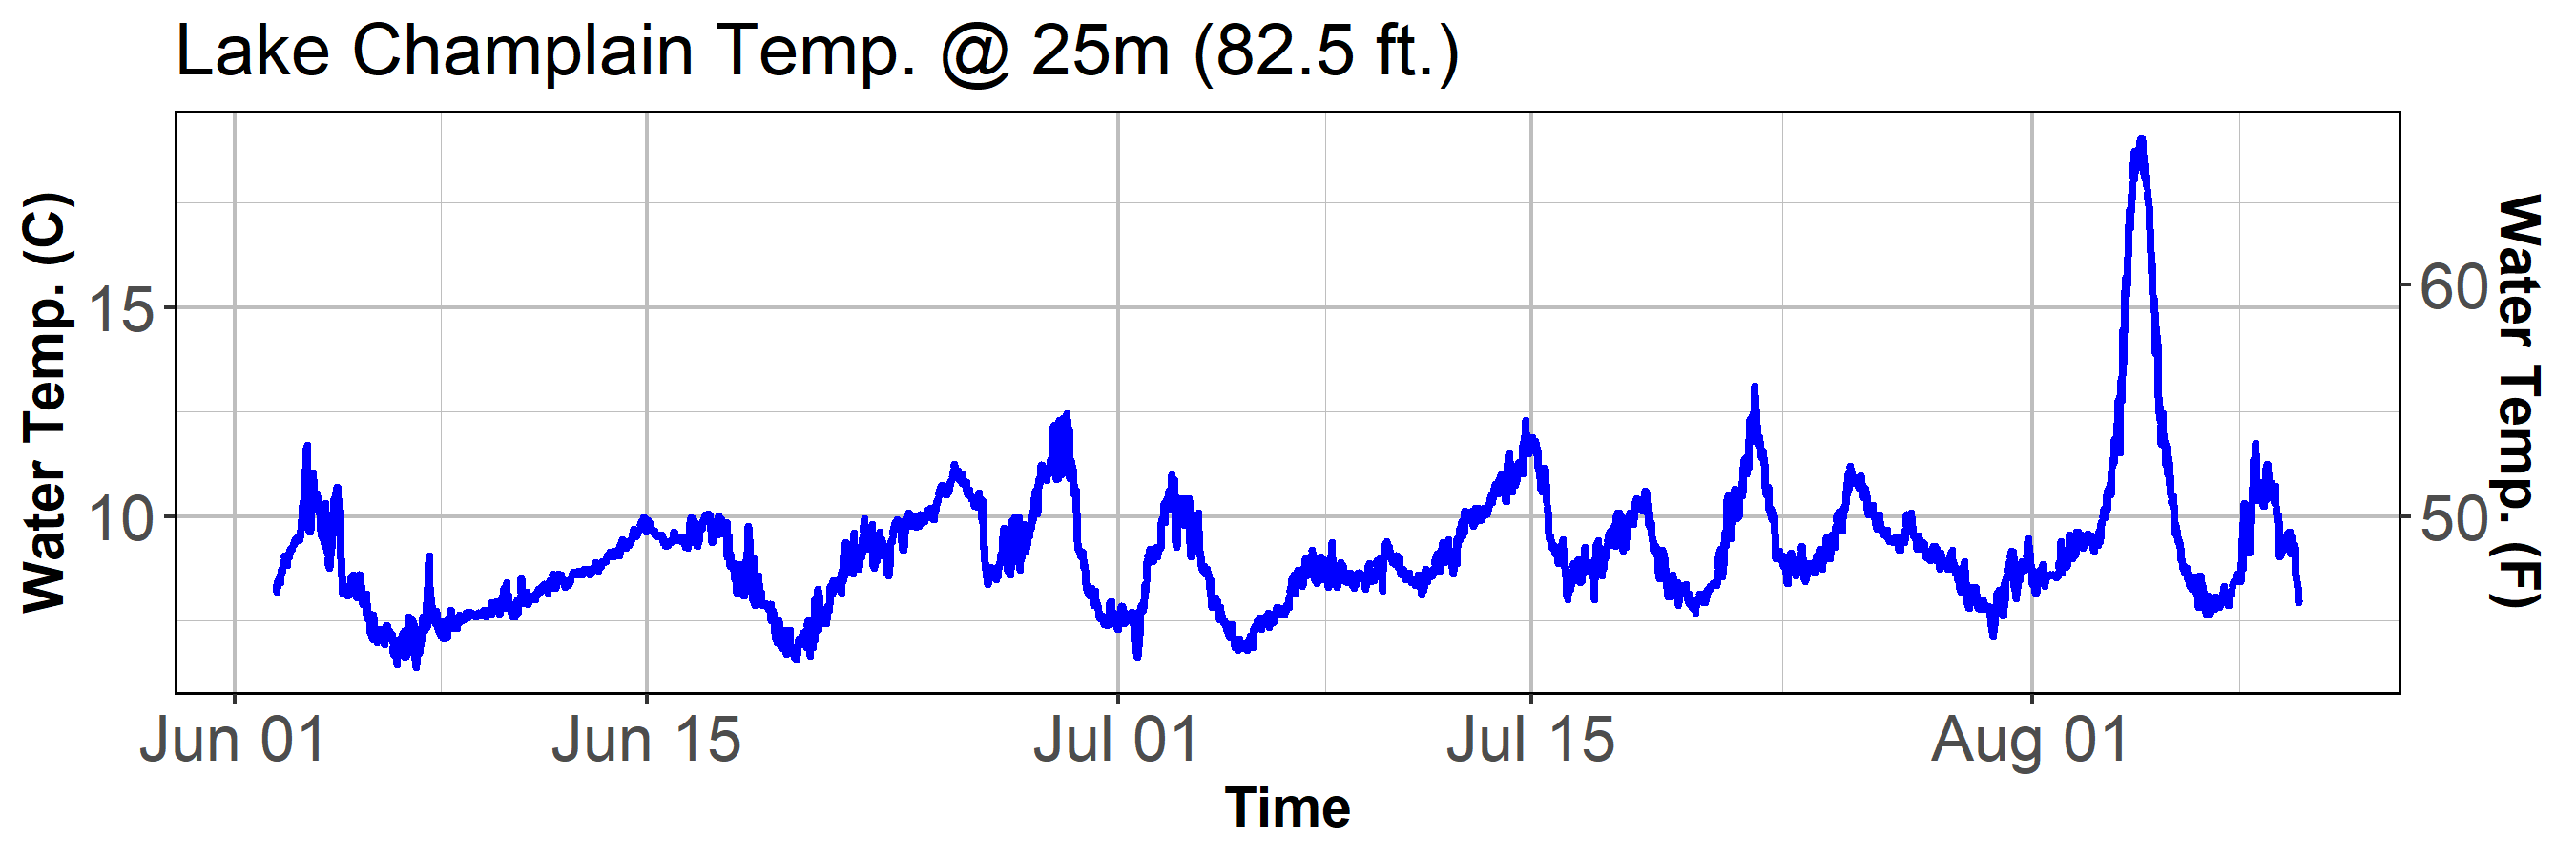 Lake Champlain Temp. @ 25m (82.5 ft.)
Water Temp. (C)
15
10
60
50
Water Temp. (F)
Jun 01 Jun 15 Jul 01 Jul 15 Aug 01
Time